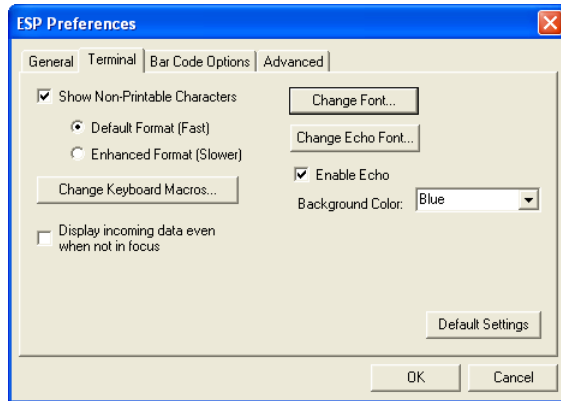 ESP Preferences
General Terminal Bar Code Options Advanced
Show Non-Printable Characters
Default Format (Fast)
Enhanced Format (Slower)
Change Keyboard Macros...
Display incoming data even
when not in focus
Change Font...
Change Echo Font...
Enable Echo
Background Color: Blue
Default Settings
OK Cancel